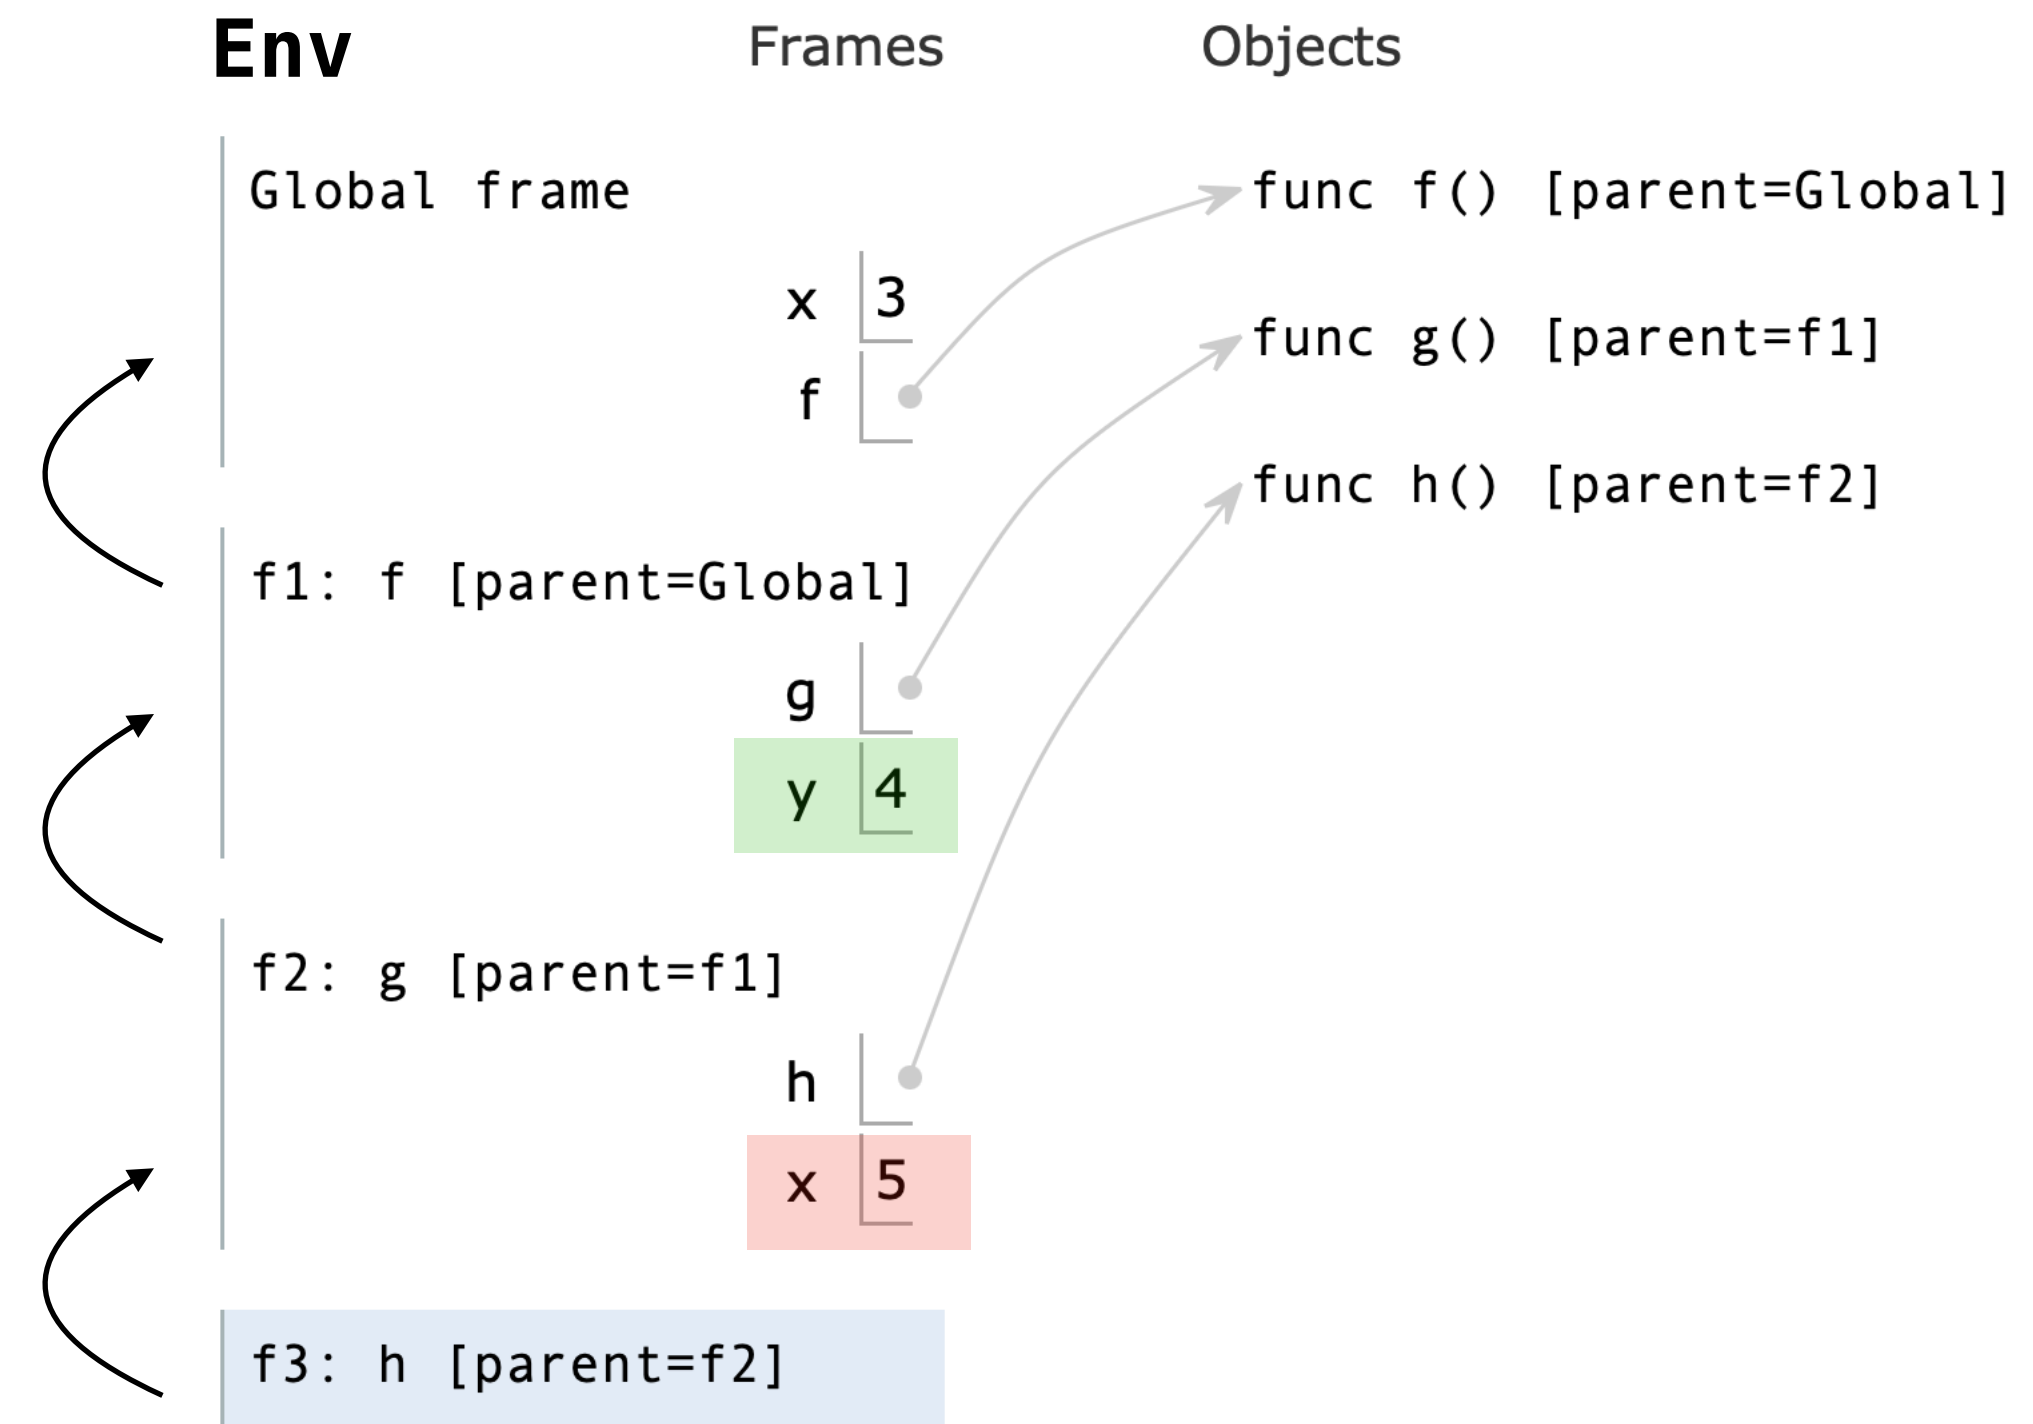 Env Frames Objects
Global frame func f() [parent=Global]
x 3
func g() [parent=f1]
f
func h() [parent=f2]
f1: f [parent=Global]
g
y 4
f2: g [parent=f1]
h
x 5
f3: h [parent=f2]